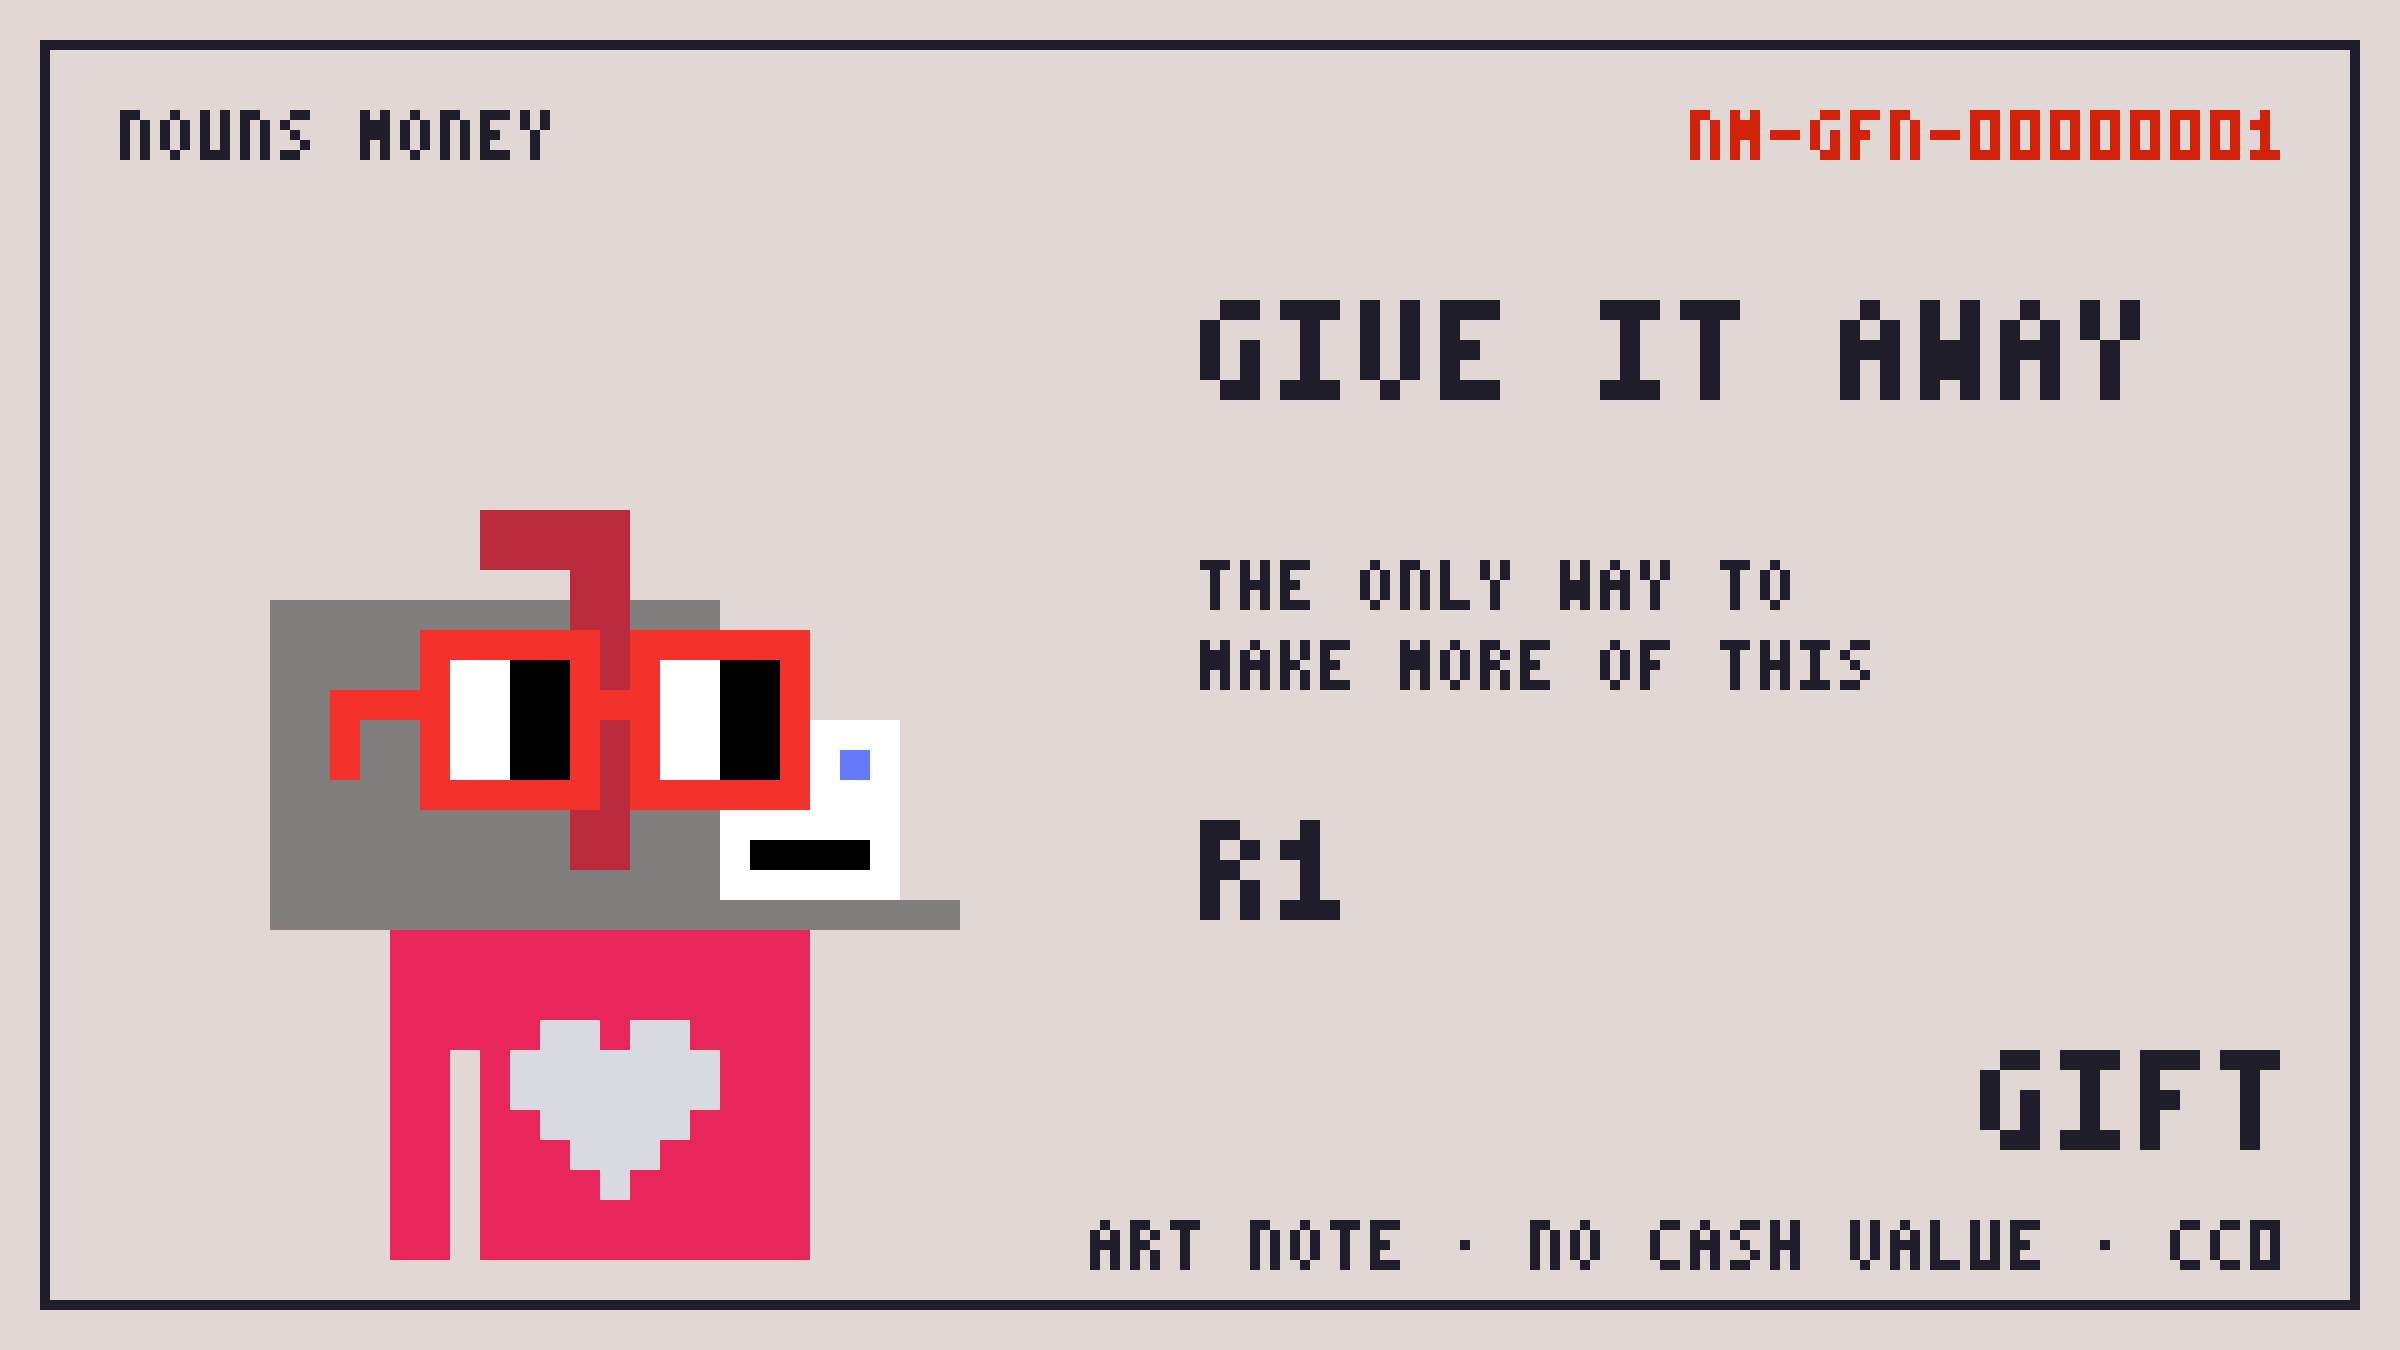 NOUNS MONEY
NM-GFN-00000001
GIVE IT AWAY
THE ONLY WAY TO
MAKE MORE OF THIS
R1
GIFT
ART NOTE · NO CASH VALUE · CC0